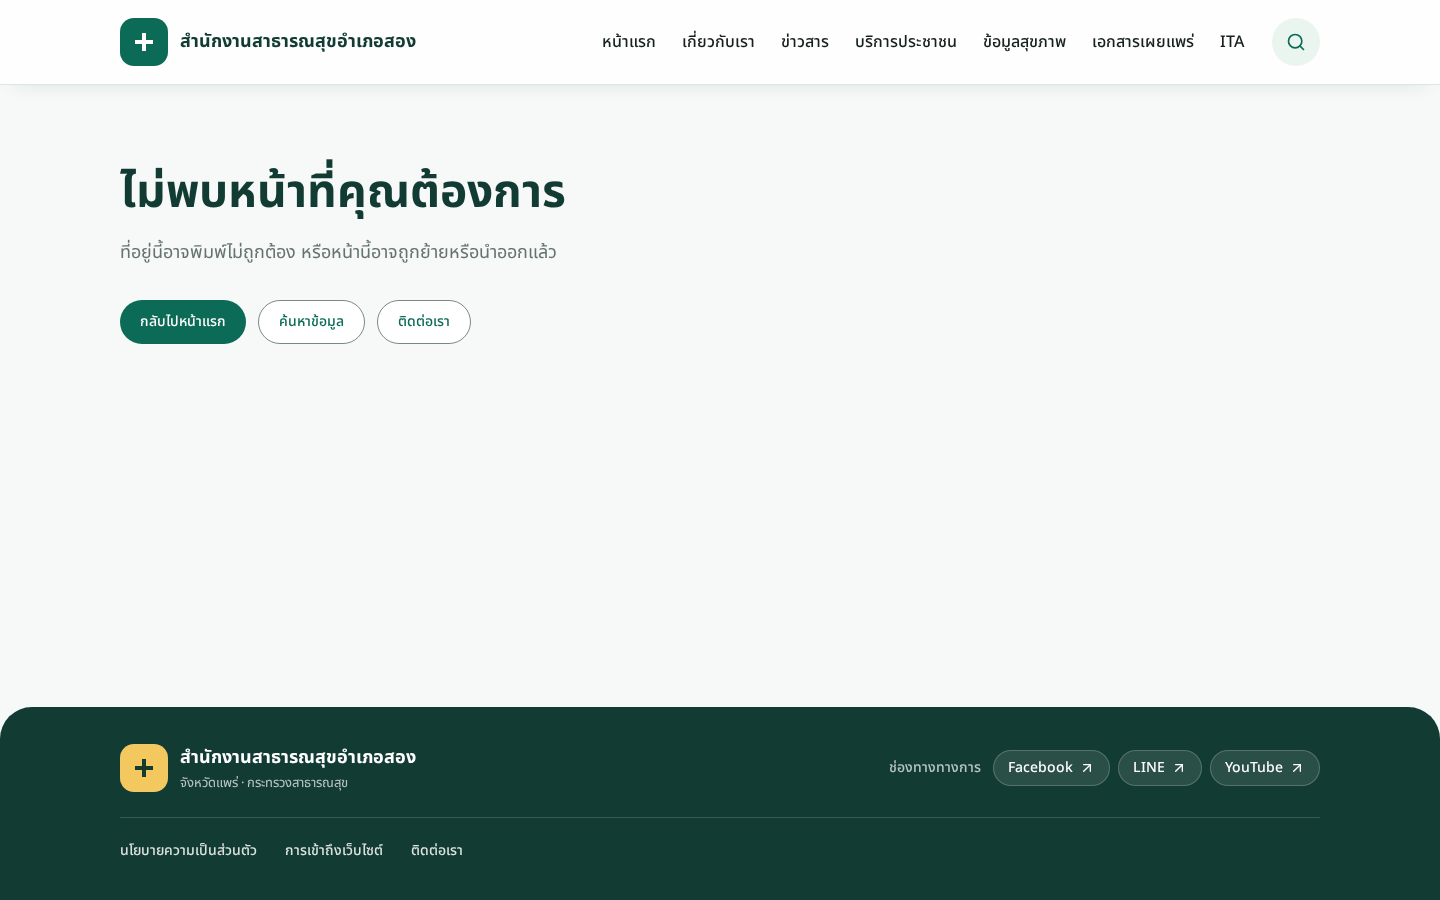 สำนักงานสาธารณสุขอำเภอสอง
หน้าแรก เกี่ยวกับเรา ข่าวสาร บริการประชาชน ข้อมูลสุขภาพ เอกสารเผยแพร่ ITA
ไม่พบหน้าที่คุณต้องการ
ที่อยู่นี้อาจพิมพ์ไม่ถูกต้อง หรือหน้านี้อาจถูกย้ายหรือนำออกแล้ว
กลับไปหน้าแรก ค้นหาข้อมูล ติดต่อเรา
สำนักงานสาธารณสุขอำเภอสอง
จังหวัดแพร่ · กระทรวงสาธารณสุข
ช่องทางทางการ Facebook LINE YouTube
นโยบายความเป็นส่วนตัว การเข้าถึงเว็บไซต์ ติดต่อเรา